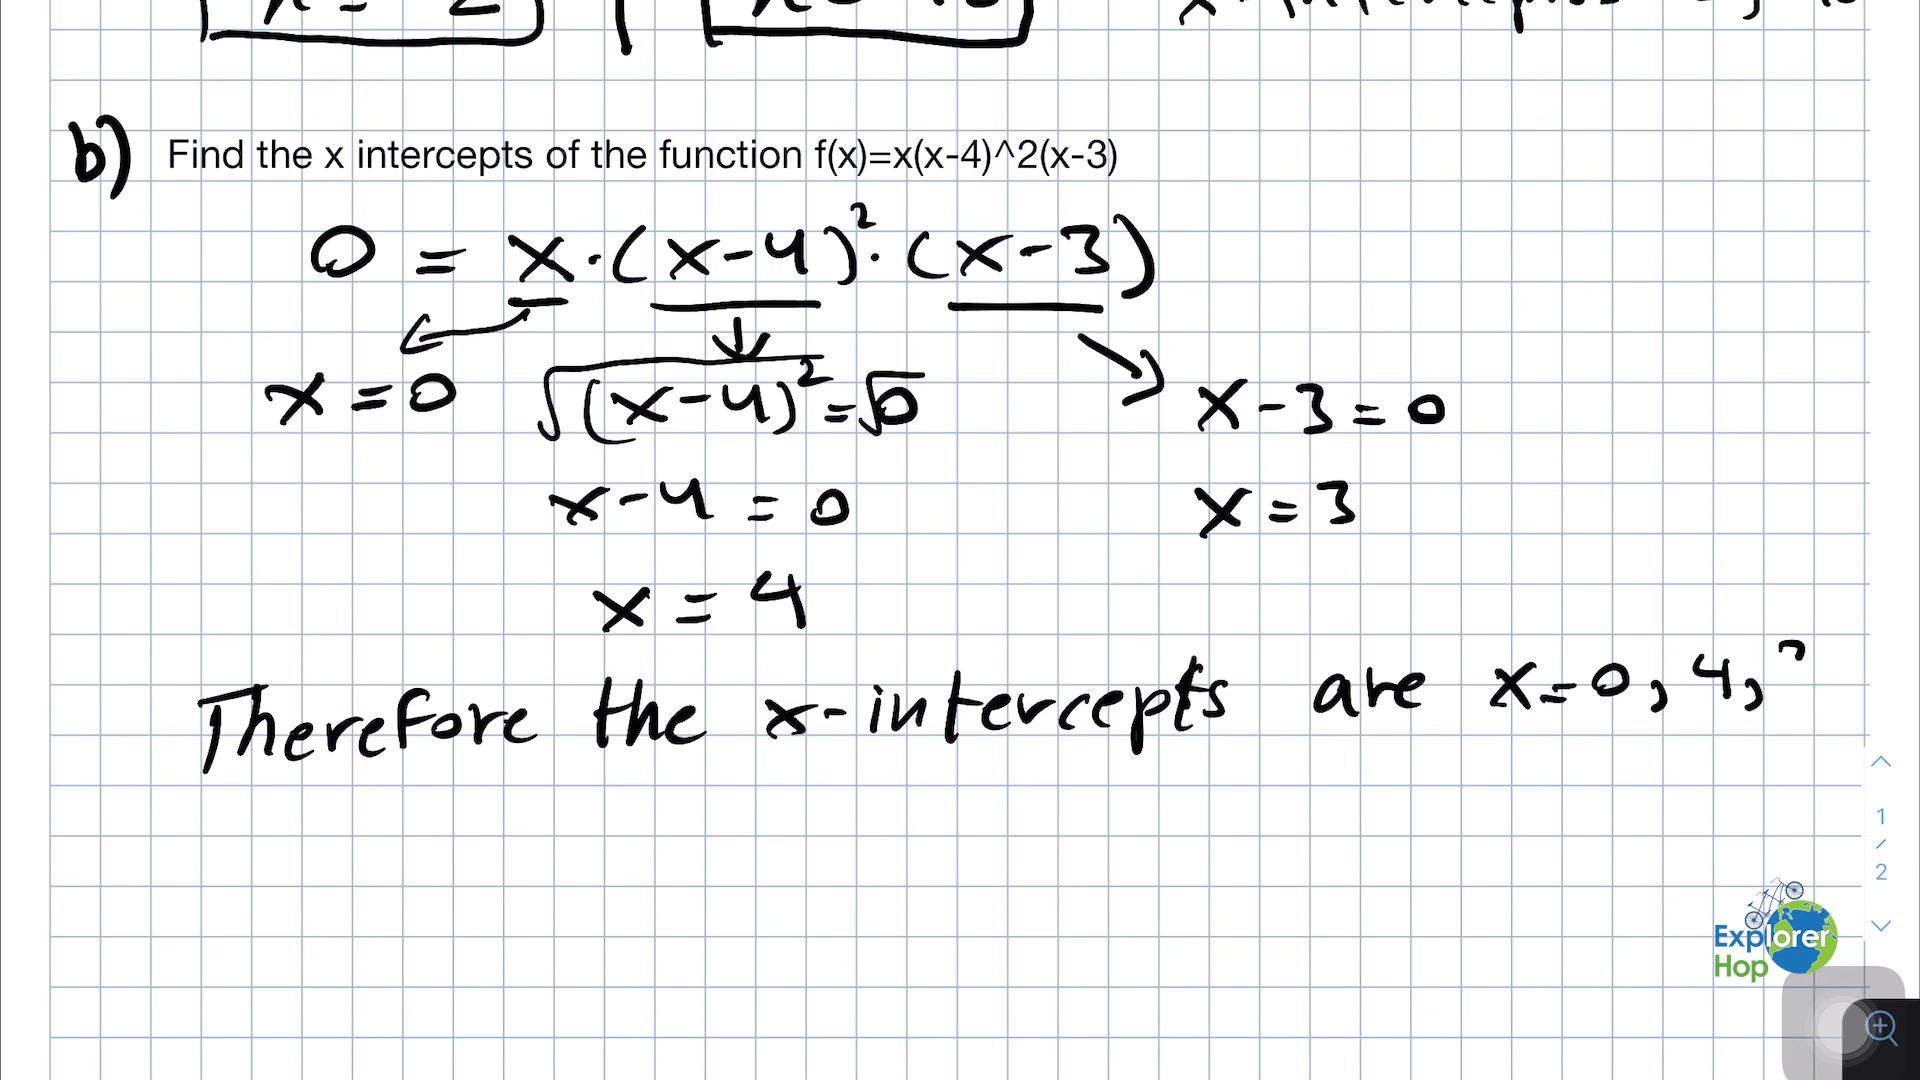 b) Find the x intercepts of the function f(x)=x(x-4)^2(x-3)
0 = x·(x-4)²·(x-3)
x=0 √(x-4)²=√0 x-3=0
x-4=0 x=3
x=4
Therefore the x-intercepts are x=0,4,
1
/
2
Explorer
Hop